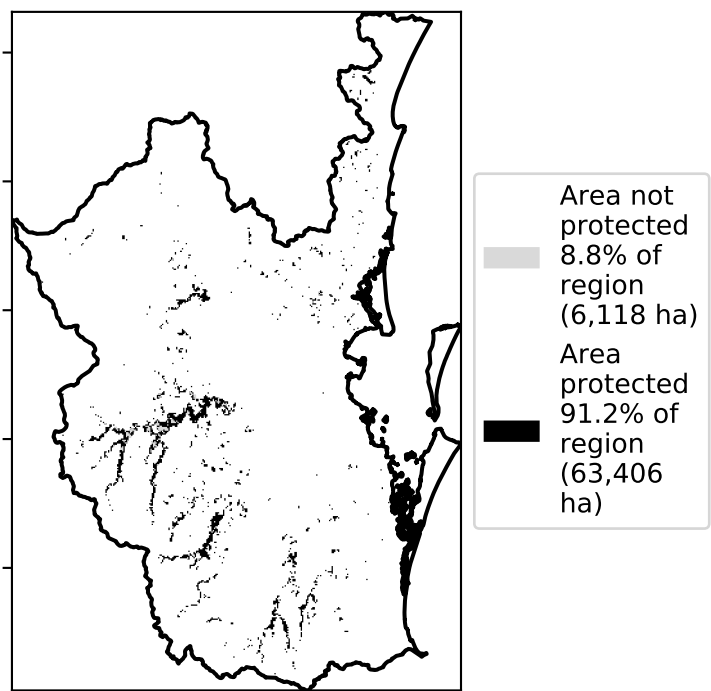 Area not
protected
8.8% of
region
(6,118 ha)
Area
protected
91.2% of
region
(63,406
ha)